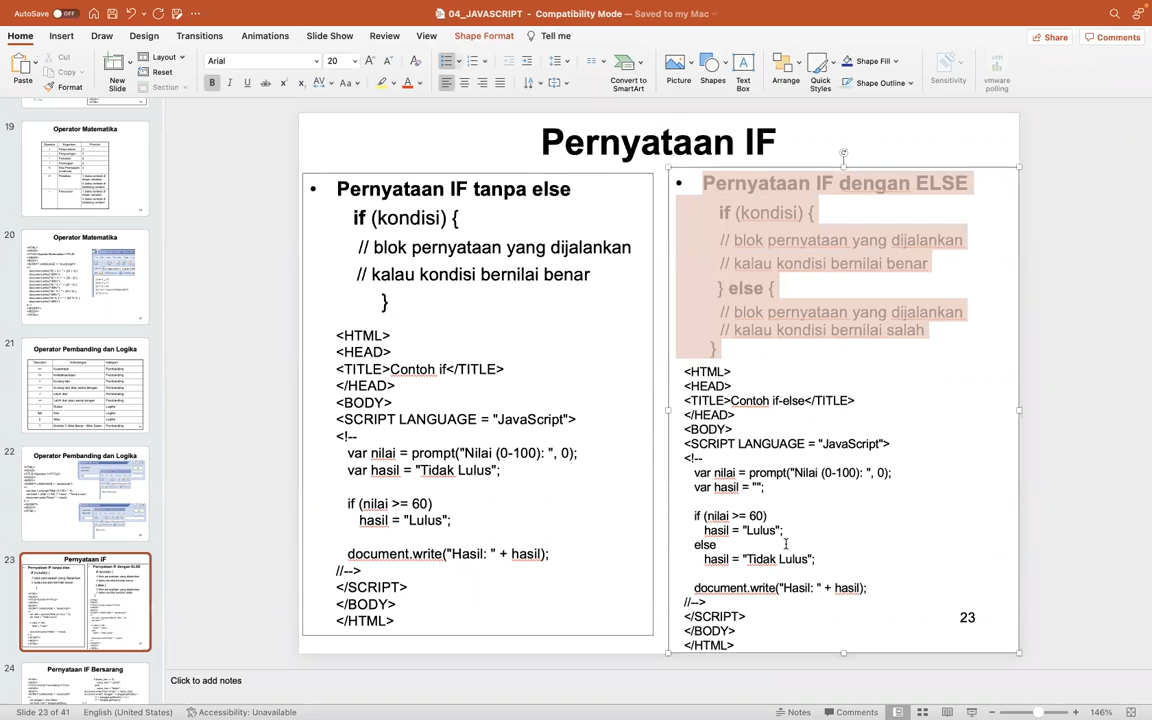 AutoSave OFF
04_JAVASCRIPT - Compatibility Mode — Saved to my Mac
Home Insert Draw Design Transitions Animations Slide Show Review View Shape Format Tell me
Share Comments
Paste
Cut
Copy
Format
New Slide
Layout
Reset
Section
Arial 20
Convert to SmartArt
Picture
Shapes
Text Box
Arrange
Quick Styles
Shape Fill
Shape Outline
Sensitivity
vmware polling
19
Operator Matematika
20
Operator Matematika
21
Operator Pembanding dan Logika
22
Operator Pembanding dan Logika
23
Pernyataan IF
24
Pernyataan IF Bersarang
Pernyataan IF
• Pernyataan IF tanpa else
if (kondisi) {
// blok pernyataan yang dijalankan
// kalau kondisi bernilai benar
}
<HTML>
<HEAD>
<TITLE>Contoh if</TITLE>
</HEAD>
<BODY>
<SCRIPT LANGUAGE = "JavaScript">
<!--
var nilai = prompt("Nilai (0-100): ", 0);
var hasil = "Tidak Lulus";
if (nilai >= 60)
hasil = "Lulus";
document.write("Hasil: " + hasil);
//-->
</SCRIPT>
</BODY>
</HTML>
• Pernyataan IF dengan ELSE
if (kondisi) {
// blok pernyataan yang dijalankan
// kalau kondisi bernilai benar
} else {
// blok pernyataan yang dijalankan
// kalau kondisi bernilai salah
}
<HTML>
<HEAD>
<TITLE>Contoh if-else</TITLE>
</HEAD>
<BODY>
<SCRIPT LANGUAGE = "JavaScript">
<!--
var nilai = prompt("Nilai (0-100): ", 0);
var hasil = "";
if (nilai >= 60)
hasil = "Lulus";
else
hasil = "Tidak Lulus";
document.write("Hasil: " + hasil);
//-->
</SCRIPT>
</BODY>
</HTML>
23
Click to add notes
Slide 23 of 41 English (United States) Accessibility: Unavailable
Notes Comments 146%